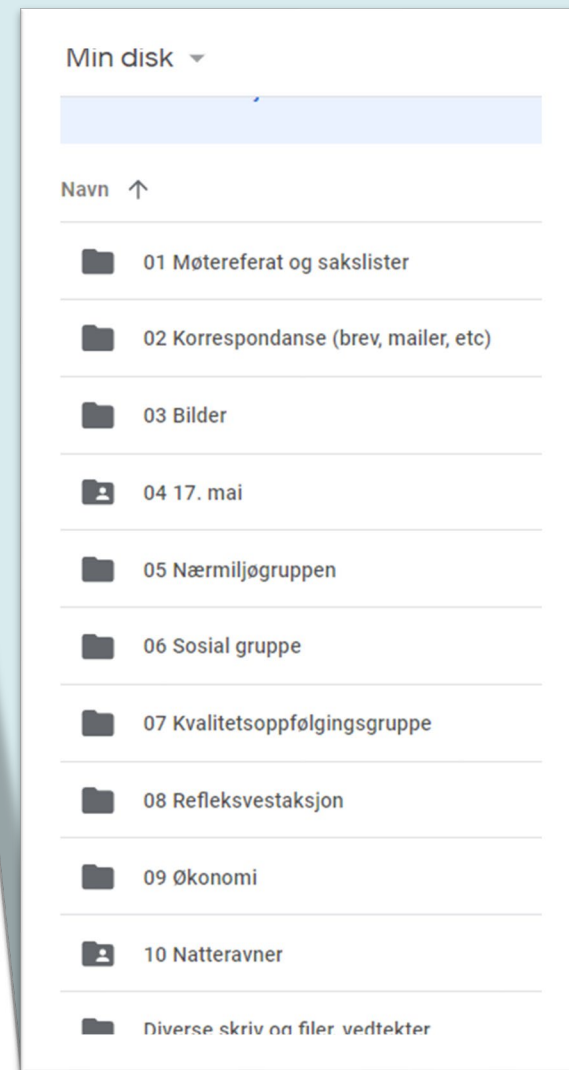 Min disk
Navn
01 Møtereferat og sakslister
02 Korrespondanse (brev, mailer, etc)
03 Bilder
04 17. mai
05 Nærmiljøgruppen
06 Sosial gruppe
07 Kvalitetsoppfølgingsgruppe
08 Refleksvestaksjon
09 Økonomi
10 Natteravner
Diverse skriv og filer, vedtekter